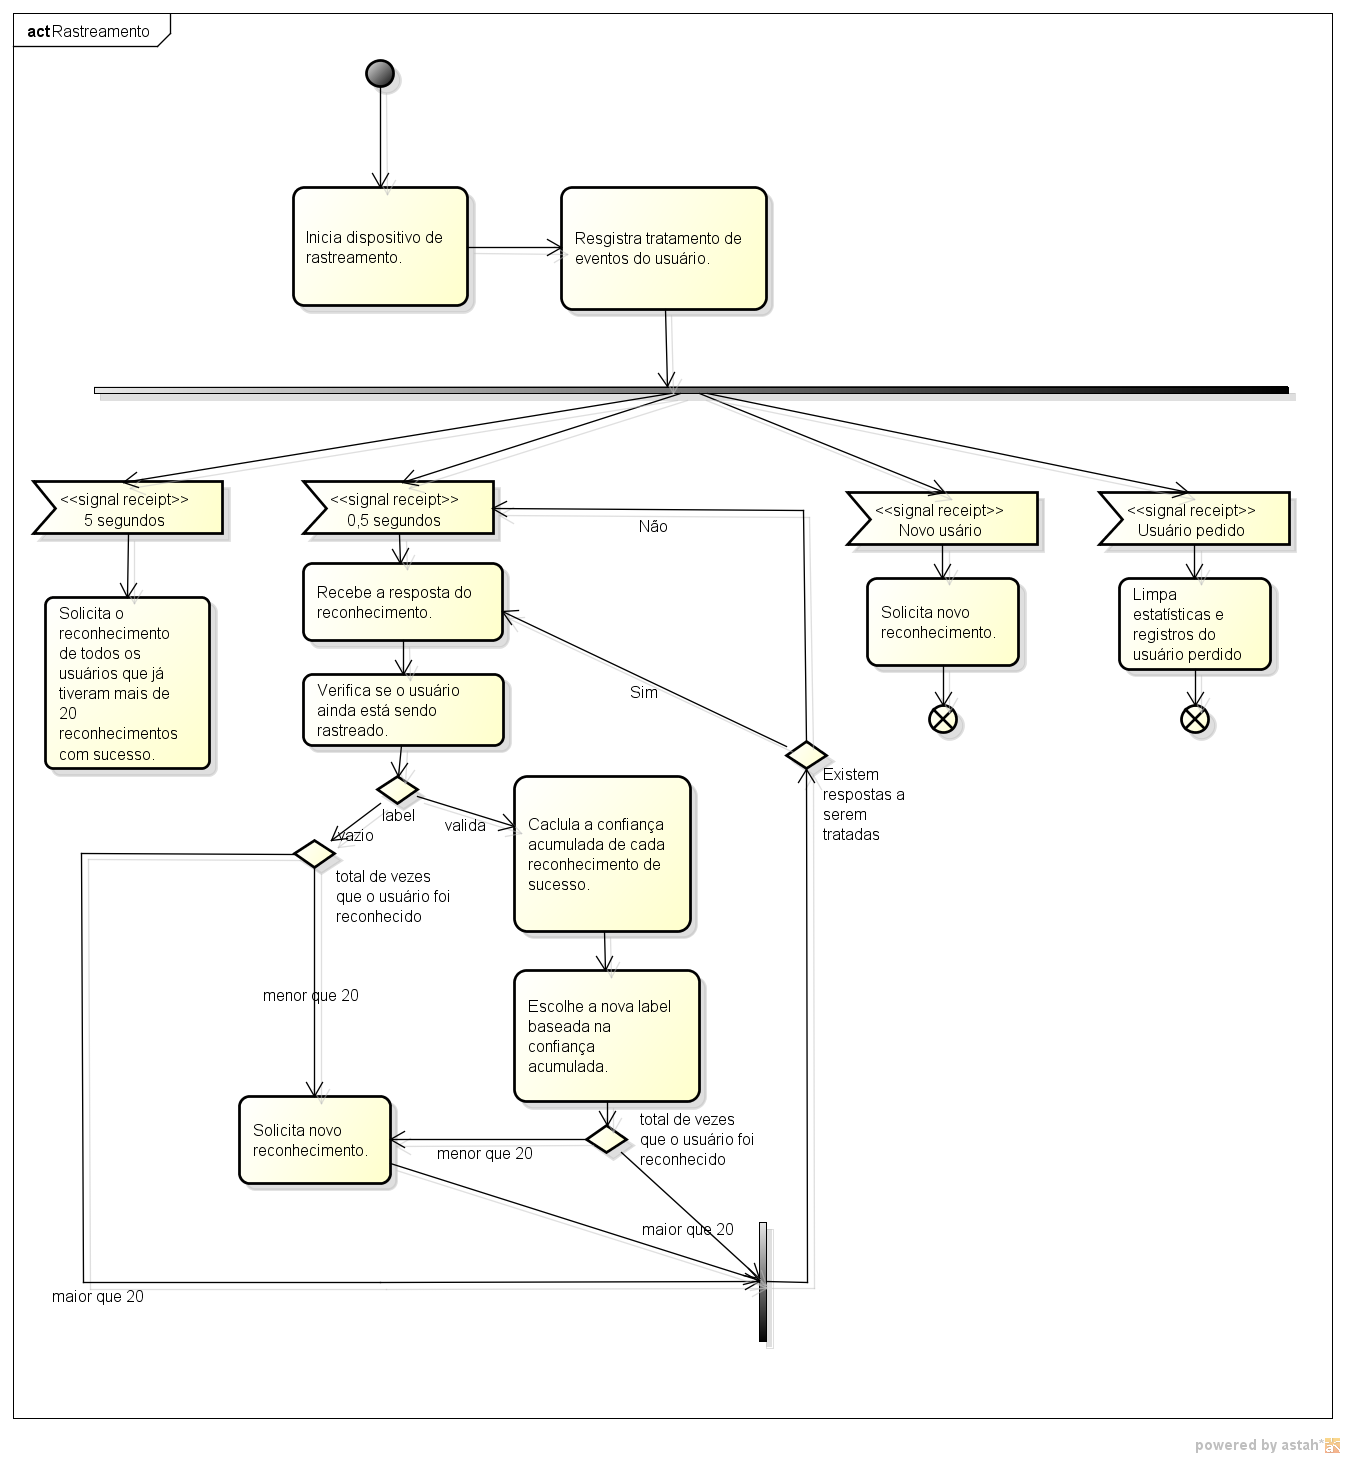 act Rastreamento
Inicia dispositivo de
rastreamento.
Resgistra tratamento de
eventos do usuário.
<<signal receipt>>
5 segundos
<<signal receipt>>
0,5 segundos
<<signal receipt>>
Novo usário
<<signal receipt>>
Usuário pedido
Não
Solicita o
reconhecimento
de todos os
usuários que já
tiveram mais de
20
reconhecimentos
com sucesso.
Recebe a resposta do
reconhecimento.
Solicita novo
reconhecimento.
Limpa
estatísticas e
registros do
usuário perdido
Verifica se o usuário
ainda está sendo
rastreado.
Sim
Existem
respostas a
serem
tratadas
label
vazio
valida
Caclula a confiança
acumulada de cada
reconhecimento de
sucesso.
total de vezes
que o usuário foi
reconhecido
menor que 20
Escolhe a nova label
baseada na
confiança
acumulada.
total de vezes
que o usuário foi
reconhecido
Solicita novo
reconhecimento.
menor que 20
maior que 20
maior que 20
powered by astah*